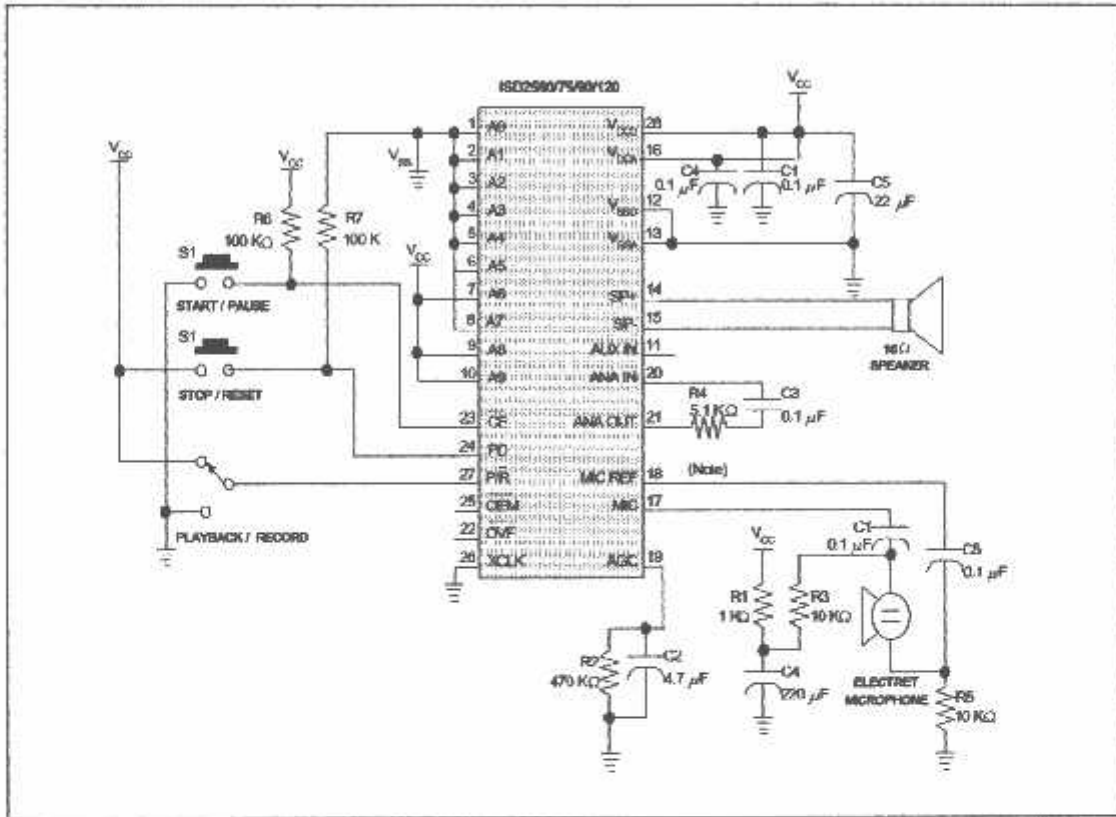 ISD2560/75/90/120
VCC
1 A0 VCCD 28
2 A1 VCCA 16
3 A2
4 A3 VSSD 12
5 A4 VSSA 13
6 A5
7 A6 SP+ 14
8 A7 SP- 15
9 A8 AUX IN 11
10 A9 ANA IN 20
23 CE ANA OUT 21
24 PD
27 P/R MIC REF 18
25 OEM MIC 17
22 OVF
26 XCLK AGC 19
VCC
VCC
VSS
VCC
R6
100 KΩ
R7
100 K
S1
START / PAUSE
S1
STOP / RESET
PLAYBACK / RECORD
C4
0.1 µF
C1
0.1 µF
C5
22 µF
16Ω
SPEAKER
R4
5.1 KΩ
C3
0.1 µF
(Note)
VCC
C1
0.1 µF
C6
0.1 µF
R1
1 KΩ
R3
10 KΩ
C4
220 µF
ELECTRET
MICROPHONE
R5
10 KΩ
R2
470 KΩ
C2
4.7 µF